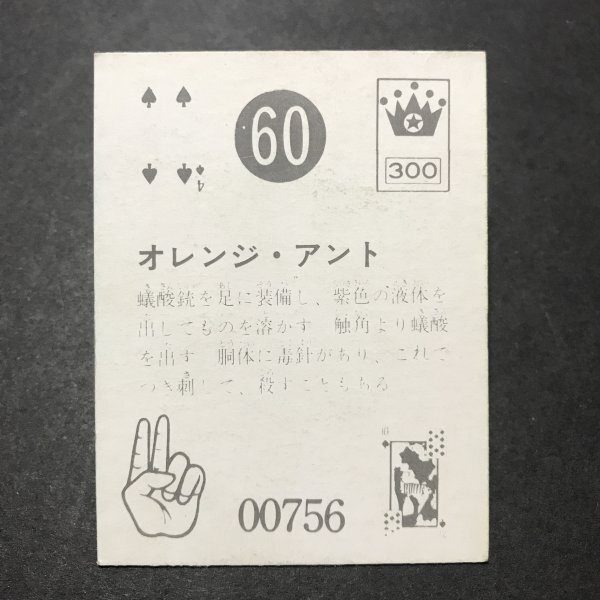 60
4
300
オレンジ・アント
蟻酸銃を足に装備し、紫色の液体を
出してものを溶かす 触角より蟻酸
を出す 胴体に毒針があり、これで
つき刺して、殺すこともある
00756